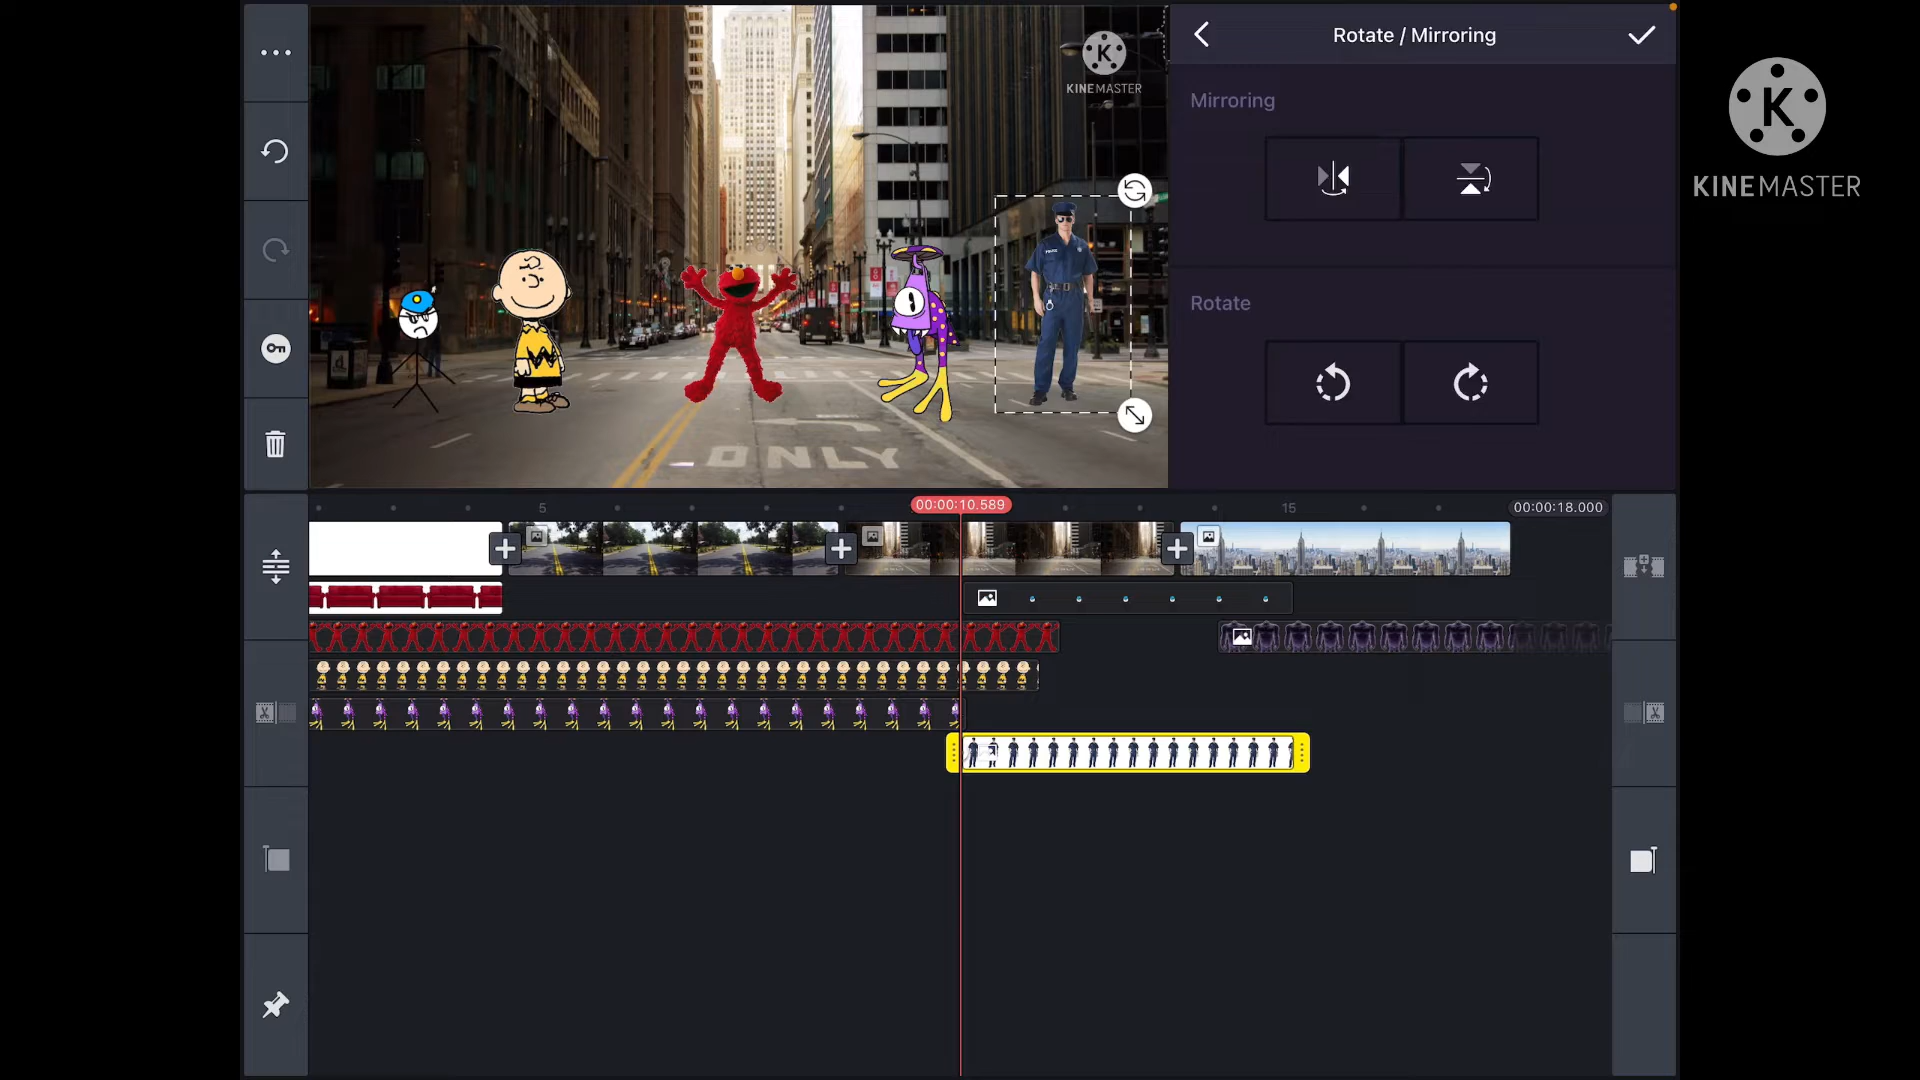 KINEMASTER
Rotate / Mirroring
Mirroring
KINEMASTER
Rotate
ONLY
5
00:00:10.589
15
00:00:18.000